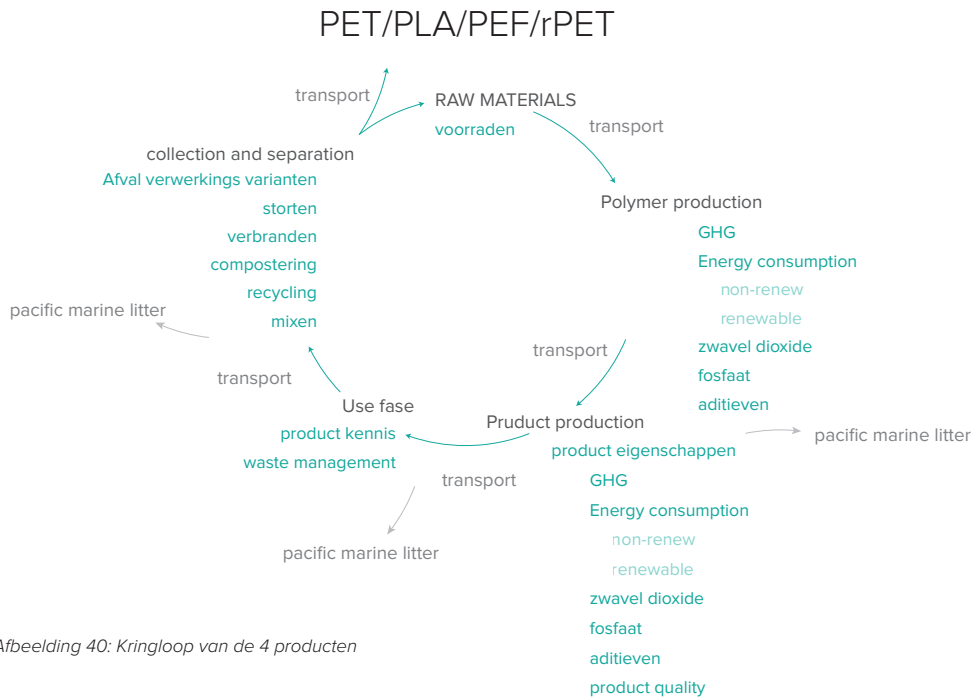 PET/PLA/PEF/rPET
transport
RAW MATERIALS
voorraden
transport
collection and separation
Afval verwerkings varianten
storten
verbranden
compostering
recycling
mixen
pacific marine litter
transport
Polymer production
GHG
Energy consumption
non-renew
renewable
zwavel dioxide
fosfaat
aditieven
transport
Use fase
product kennis
waste management
Pruduct production
product eigenschappen
GHG
Energy consumption
non-renew
renewable
zwavel dioxide
fosfaat
aditieven
product quality
pacific marine litter
transport
pacific marine litter
Afbeelding 40: Kringloop van de 4 producten